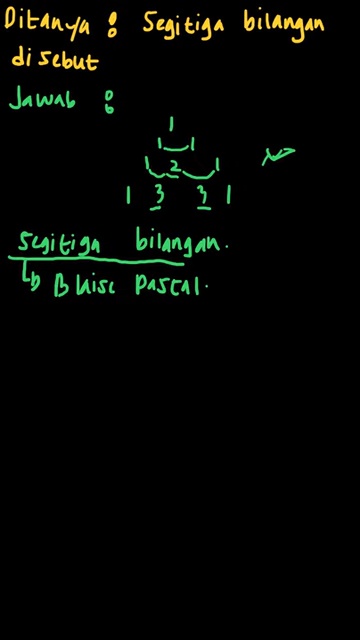 Ditanya : Segitiga bilangan
disebut
Jawab :
1
1 1
1 2 1
1 3 3 1
segitiga bilangan.
↳ Blaise Pascal.